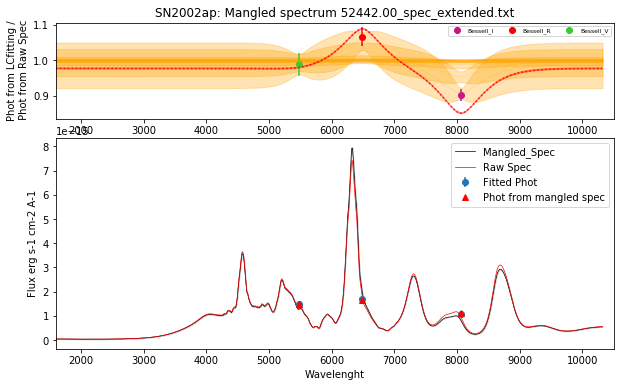 SN2002ap: Mangled spectrum 52442.00_spec_extended.txt
Phot from LCfitting /
Phot from Raw Spec
1.1
1.0
0.9
Bessell_I
Bessell_R
Bessell_V
2000 3000 4000 5000 6000 7000 8000 9000 10000
Flux erg s-1 cm-2 A-1
8
7
6
5
4
3
2
1
0
Mangled_Spec
Raw Spec
Fitted Phot
Phot from mangled spec
2000 3000 4000 5000 6000 7000 8000 9000 10000
Wavelenght